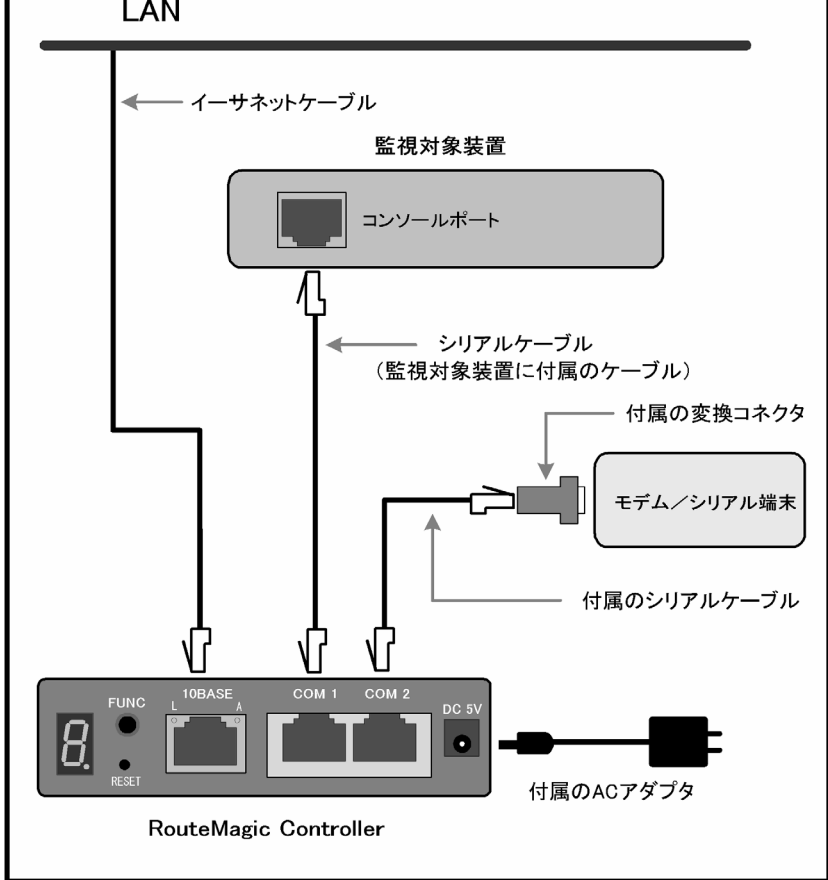 LAN
イーサネットケーブル
監視対象装置
コンソールポート
シリアルケーブル
（監視対象装置に付属のケーブル）
付属の変換コネクタ
モデム／シリアル端末
付属のシリアルケーブル
FUNC
10BASE
L A
COM 1 COM 2
DC 5V
8.
RESET
付属のACアダプタ
RouteMagic Controller